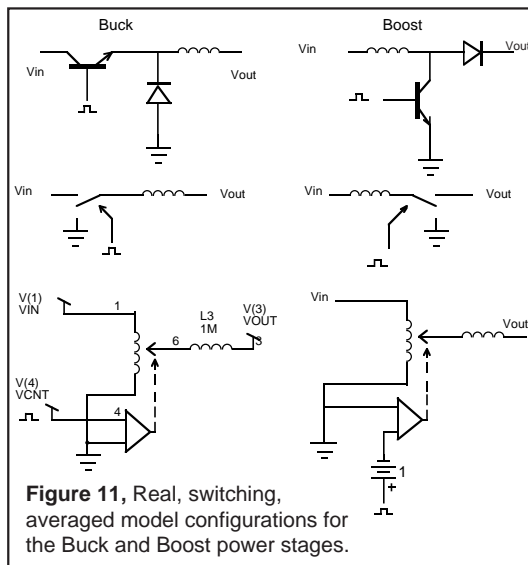 Buck
Boost
Vin
Vout
Vin
Vout
Vin
Vout
Vin
Vout
V(1)
VIN
1
L3
1M
V(3)
VOUT
6
3
V(4)
VCNT
4
Vin
Vout
1
+
Figure 11, Real, switching,
averaged model configurations for
the Buck and Boost power stages.